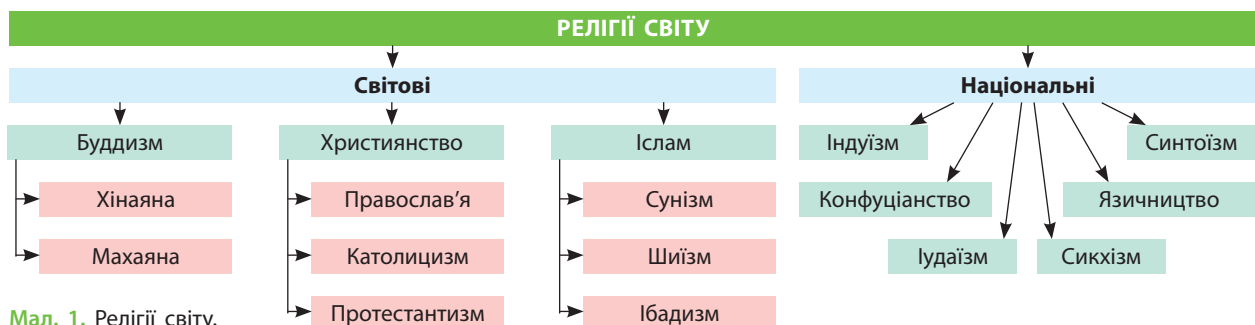 РЕЛІГІЇ СВІТУ
Світові
Національні
Буддизм
Християнство
Іслам
Індуїзм
Синтоїзм
Хінаяна
Православ'я
Сунізм
Конфуціанство
Язичництво
Махаяна
Католицизм
Шиїзм
Іудаїзм
Сикхізм
Протестантизм
Ібадизм
Мал. 1. Релігії світу.